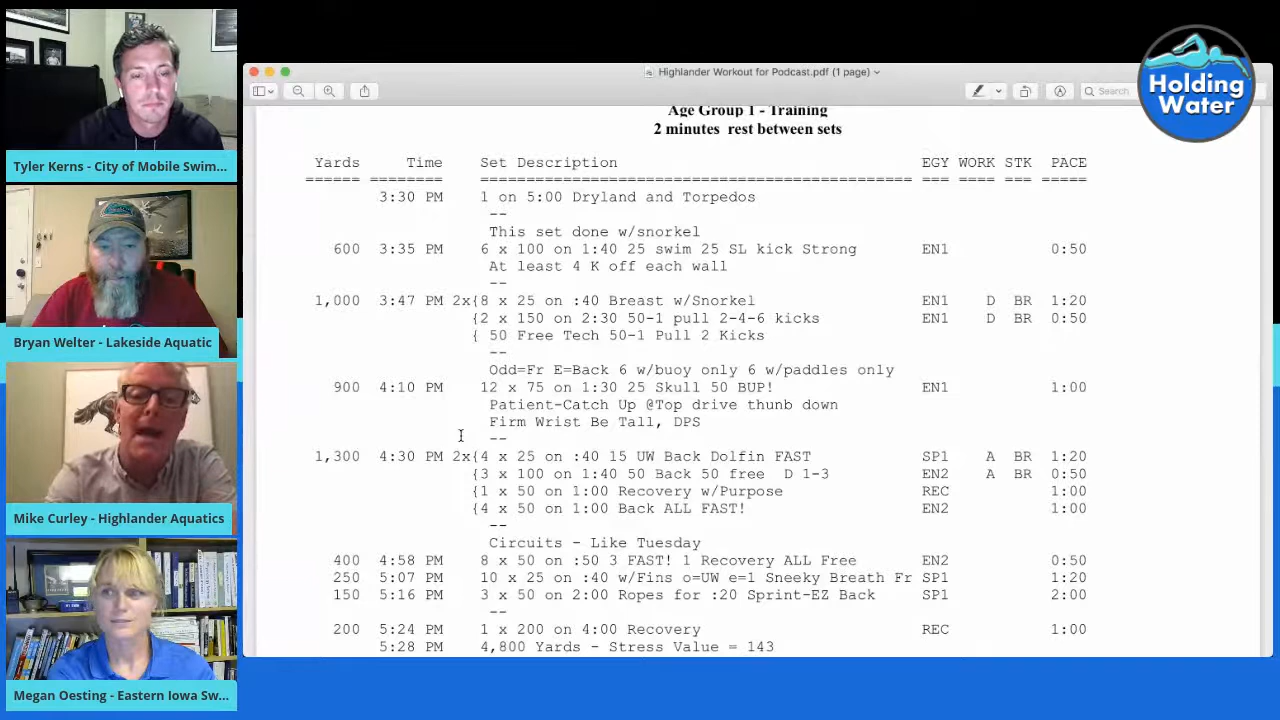 Tyler Kerns - City of Mobile Swim...
Bryan Welter - Lakeside Aquatic
Mike Curley - Highlander Aquatics
Megan Oesting - Eastern Iowa Sw...
Highlander Workout for Podcast.pdf (1 page)
Search
Holding
Water
Age Group 1 - Training
2 minutes rest between sets
Yards Time Set Description EGY WORK STK PACE
====== ======== =============================================== === ==== === =====
3:30 PM 1 on 5:00 Dryland and Torpedos
--
This set done w/snorkel
600 3:35 PM 6 x 100 on 1:40 25 swim 25 SL kick Strong EN1 0:50
At least 4 K off each wall
--
1,000 3:47 PM 2x{8 x 25 on :40 Breast w/Snorkel EN1 D BR 1:20
{2 x 150 on 2:30 50-1 pull 2-4-6 kicks EN1 D BR 0:50
{ 50 Free Tech 50-1 Pull 2 Kicks
--
Odd=Fr E=Back 6 w/buoy only 6 w/paddles only
900 4:10 PM 12 x 75 on 1:30 25 Skull 50 BUP! EN1 1:00
Patient-Catch Up @Top drive thunb down
Firm Wrist Be Tall, DPS
--
1,300 4:30 PM 2x{4 x 25 on :40 15 UW Back Dolfin FAST SP1 A BR 1:20
{3 x 100 on 1:40 50 Back 50 free D 1-3 EN2 A BR 0:50
{1 x 50 on 1:00 Recovery w/Purpose REC 1:00
{4 x 50 on 1:00 Back ALL FAST! EN2 1:00
--
Circuits - Like Tuesday
400 4:58 PM 8 x 50 on :50 3 FAST! 1 Recovery ALL Free EN2 0:50
250 5:07 PM 10 x 25 on :40 w/Fins o=UW e=1 Sneeky Breath Fr SP1 1:20
150 5:16 PM 3 x 50 on 2:00 Ropes for :20 Sprint-EZ Back SP1 2:00
--
200 5:24 PM 1 x 200 on 4:00 Recovery REC 1:00
5:28 PM 4,800 Yards - Stress Value = 143